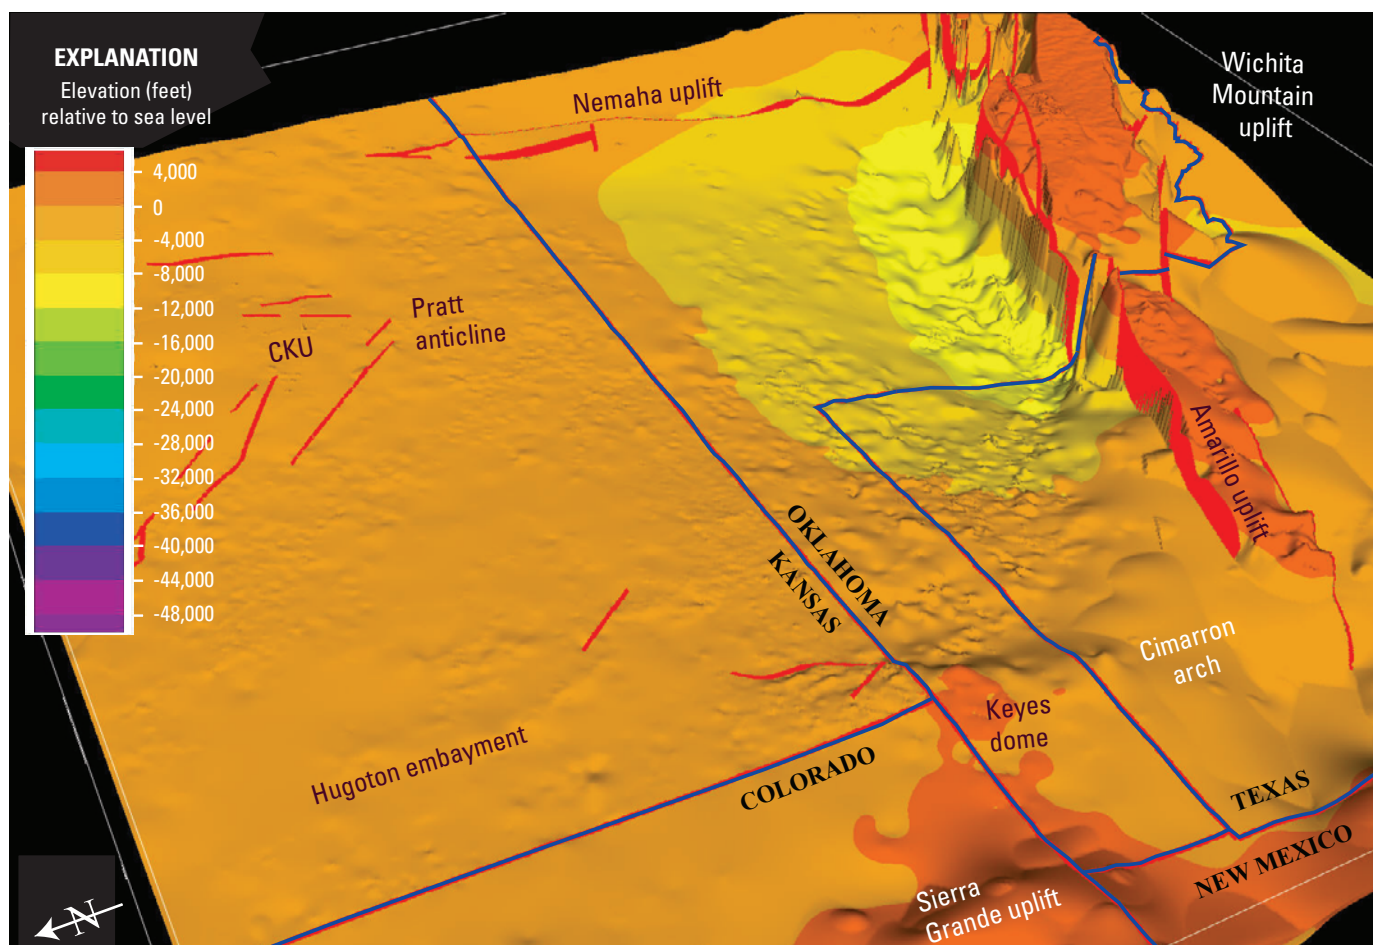 EXPLANATION
Elevation (feet)
relative to sea level
4,000
0
-4,000
-8,000
-12,000
-16,000
-20,000
-24,000
-28,000
-32,000
-36,000
-40,000
-44,000
-48,000
Nemaha uplift
Wichita
Mountain
uplift
Pratt
anticline
CKU
Amarillo uplift
OKLAHOMA
KANSAS
Cimarron
arch
Keyes
dome
Hugoton embayment
COLORADO
TEXAS
NEW MEXICO
Sierra
Grande uplift
N